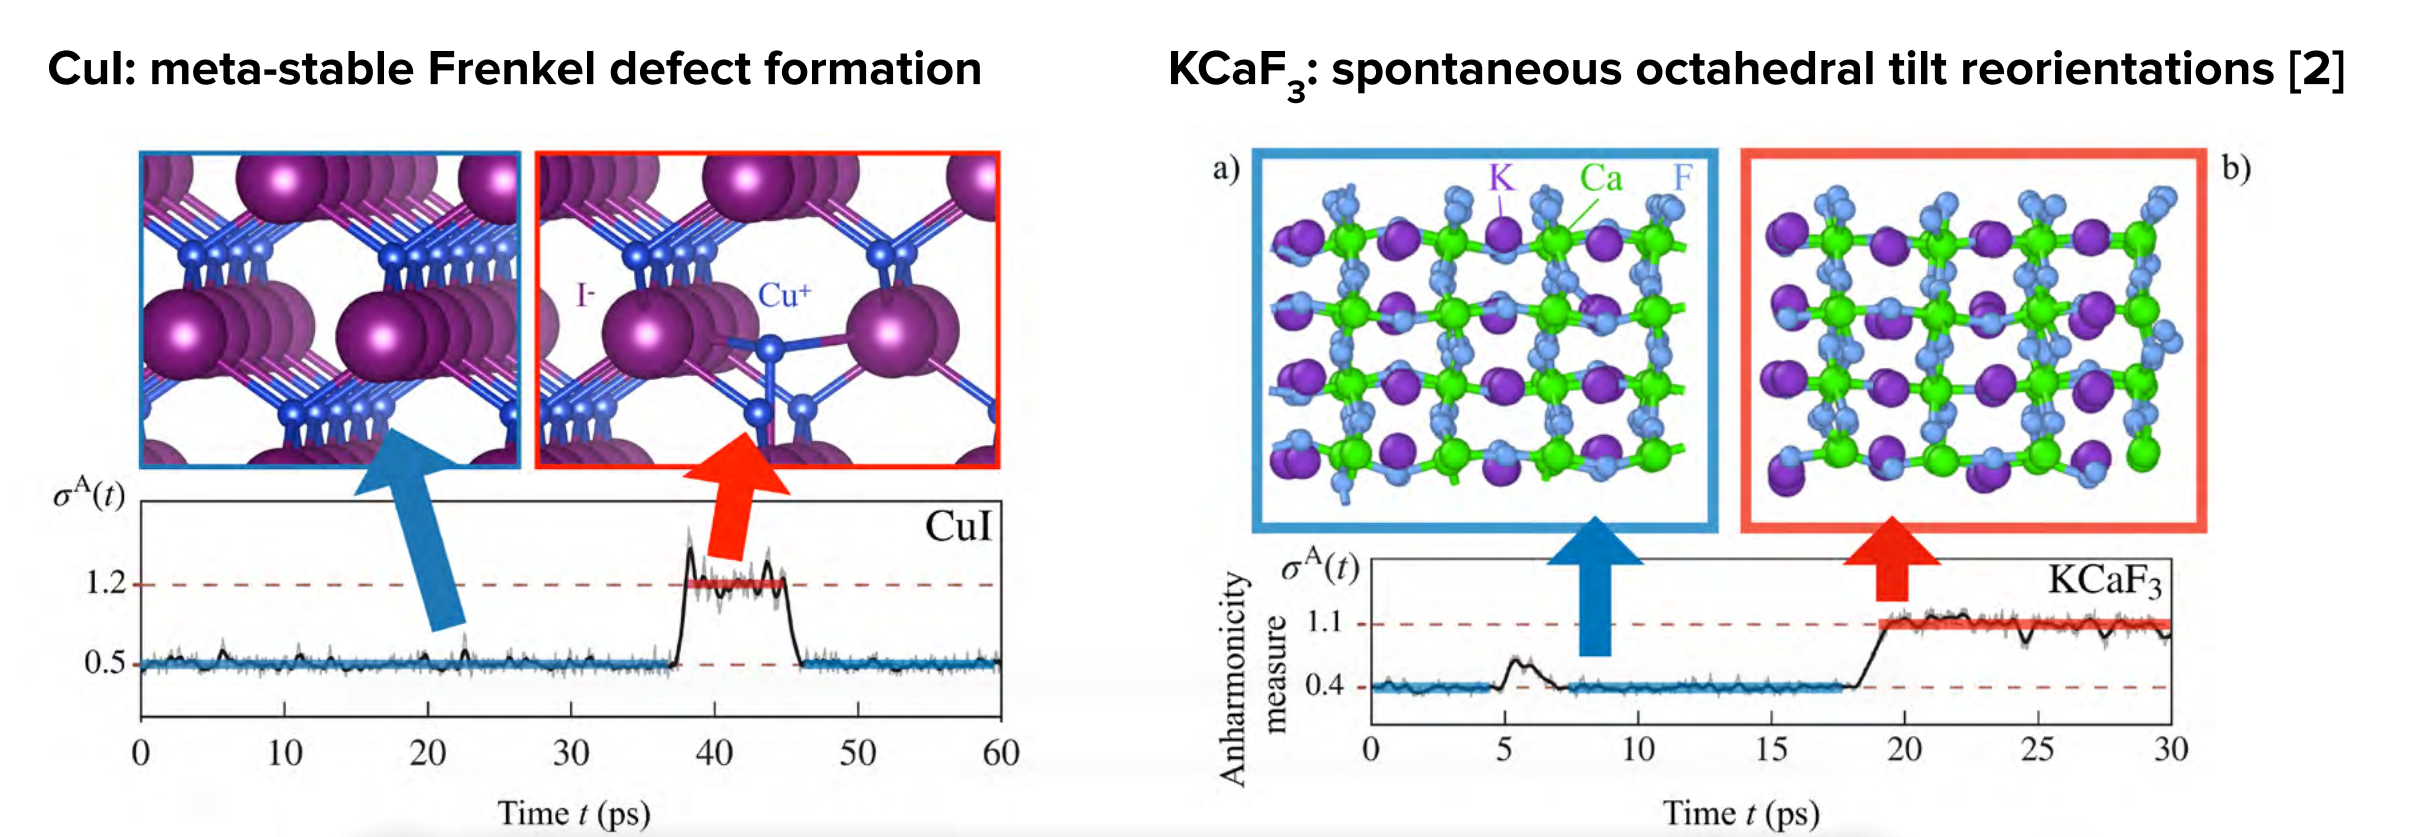 CuI: meta-stable Frenkel defect formation
I⁻
Cu⁺
σᴬ(t)
CuI
1.2
0.5
0 10 20 30 40 50 60
Time t (ps)
KCaF₃: spontaneous octahedral tilt reorientations [2]
a)
K Ca F
b)
Anharmonicity
measure
σᴬ(t)
KCaF₃
1.1
0.4
0 5 10 15 20 25 30
Time t (ps)